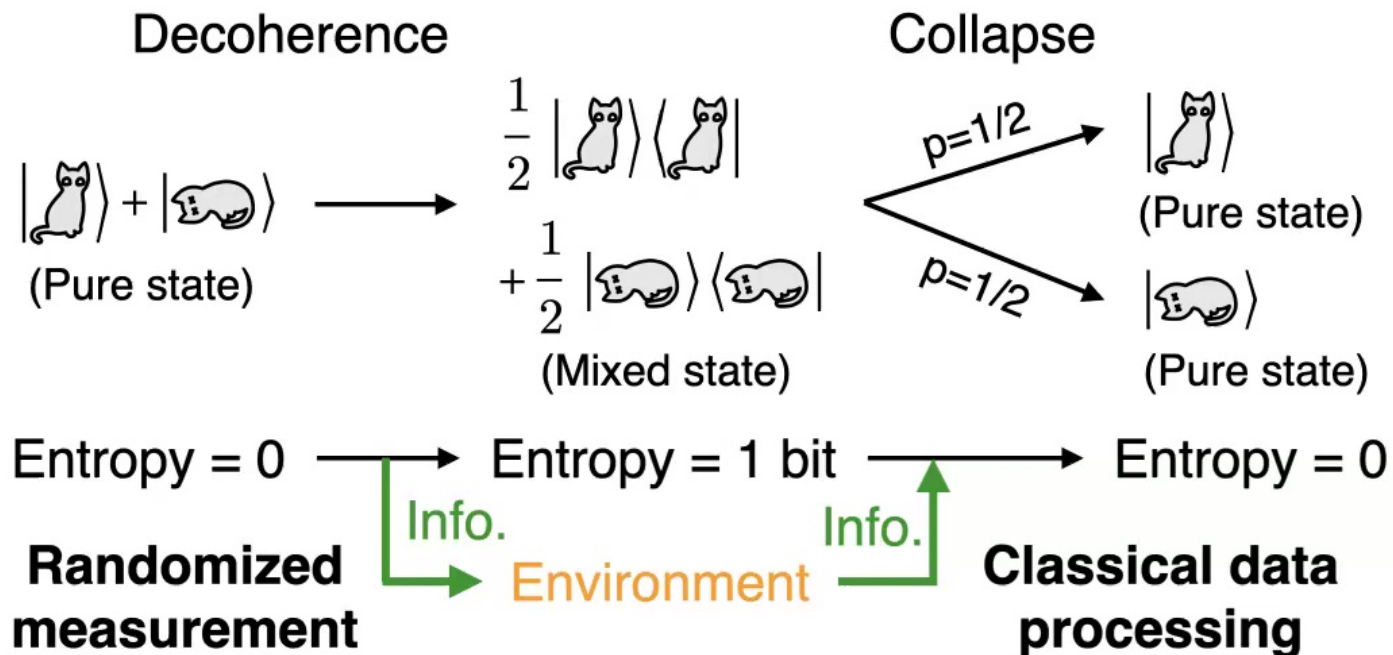 Decoherence
Collapse
1/2 | ⟩⟨ |
| ⟩ + | ⟩
(Pure state)
+ 1/2 | ⟩⟨ |
(Mixed state)
p=1/2
| ⟩
(Pure state)
p=1/2
| ⟩
(Pure state)
Entropy = 0
Entropy = 1 bit
Entropy = 0
Info.
Info.
Randomized
measurement
Environment
Classical data
processing